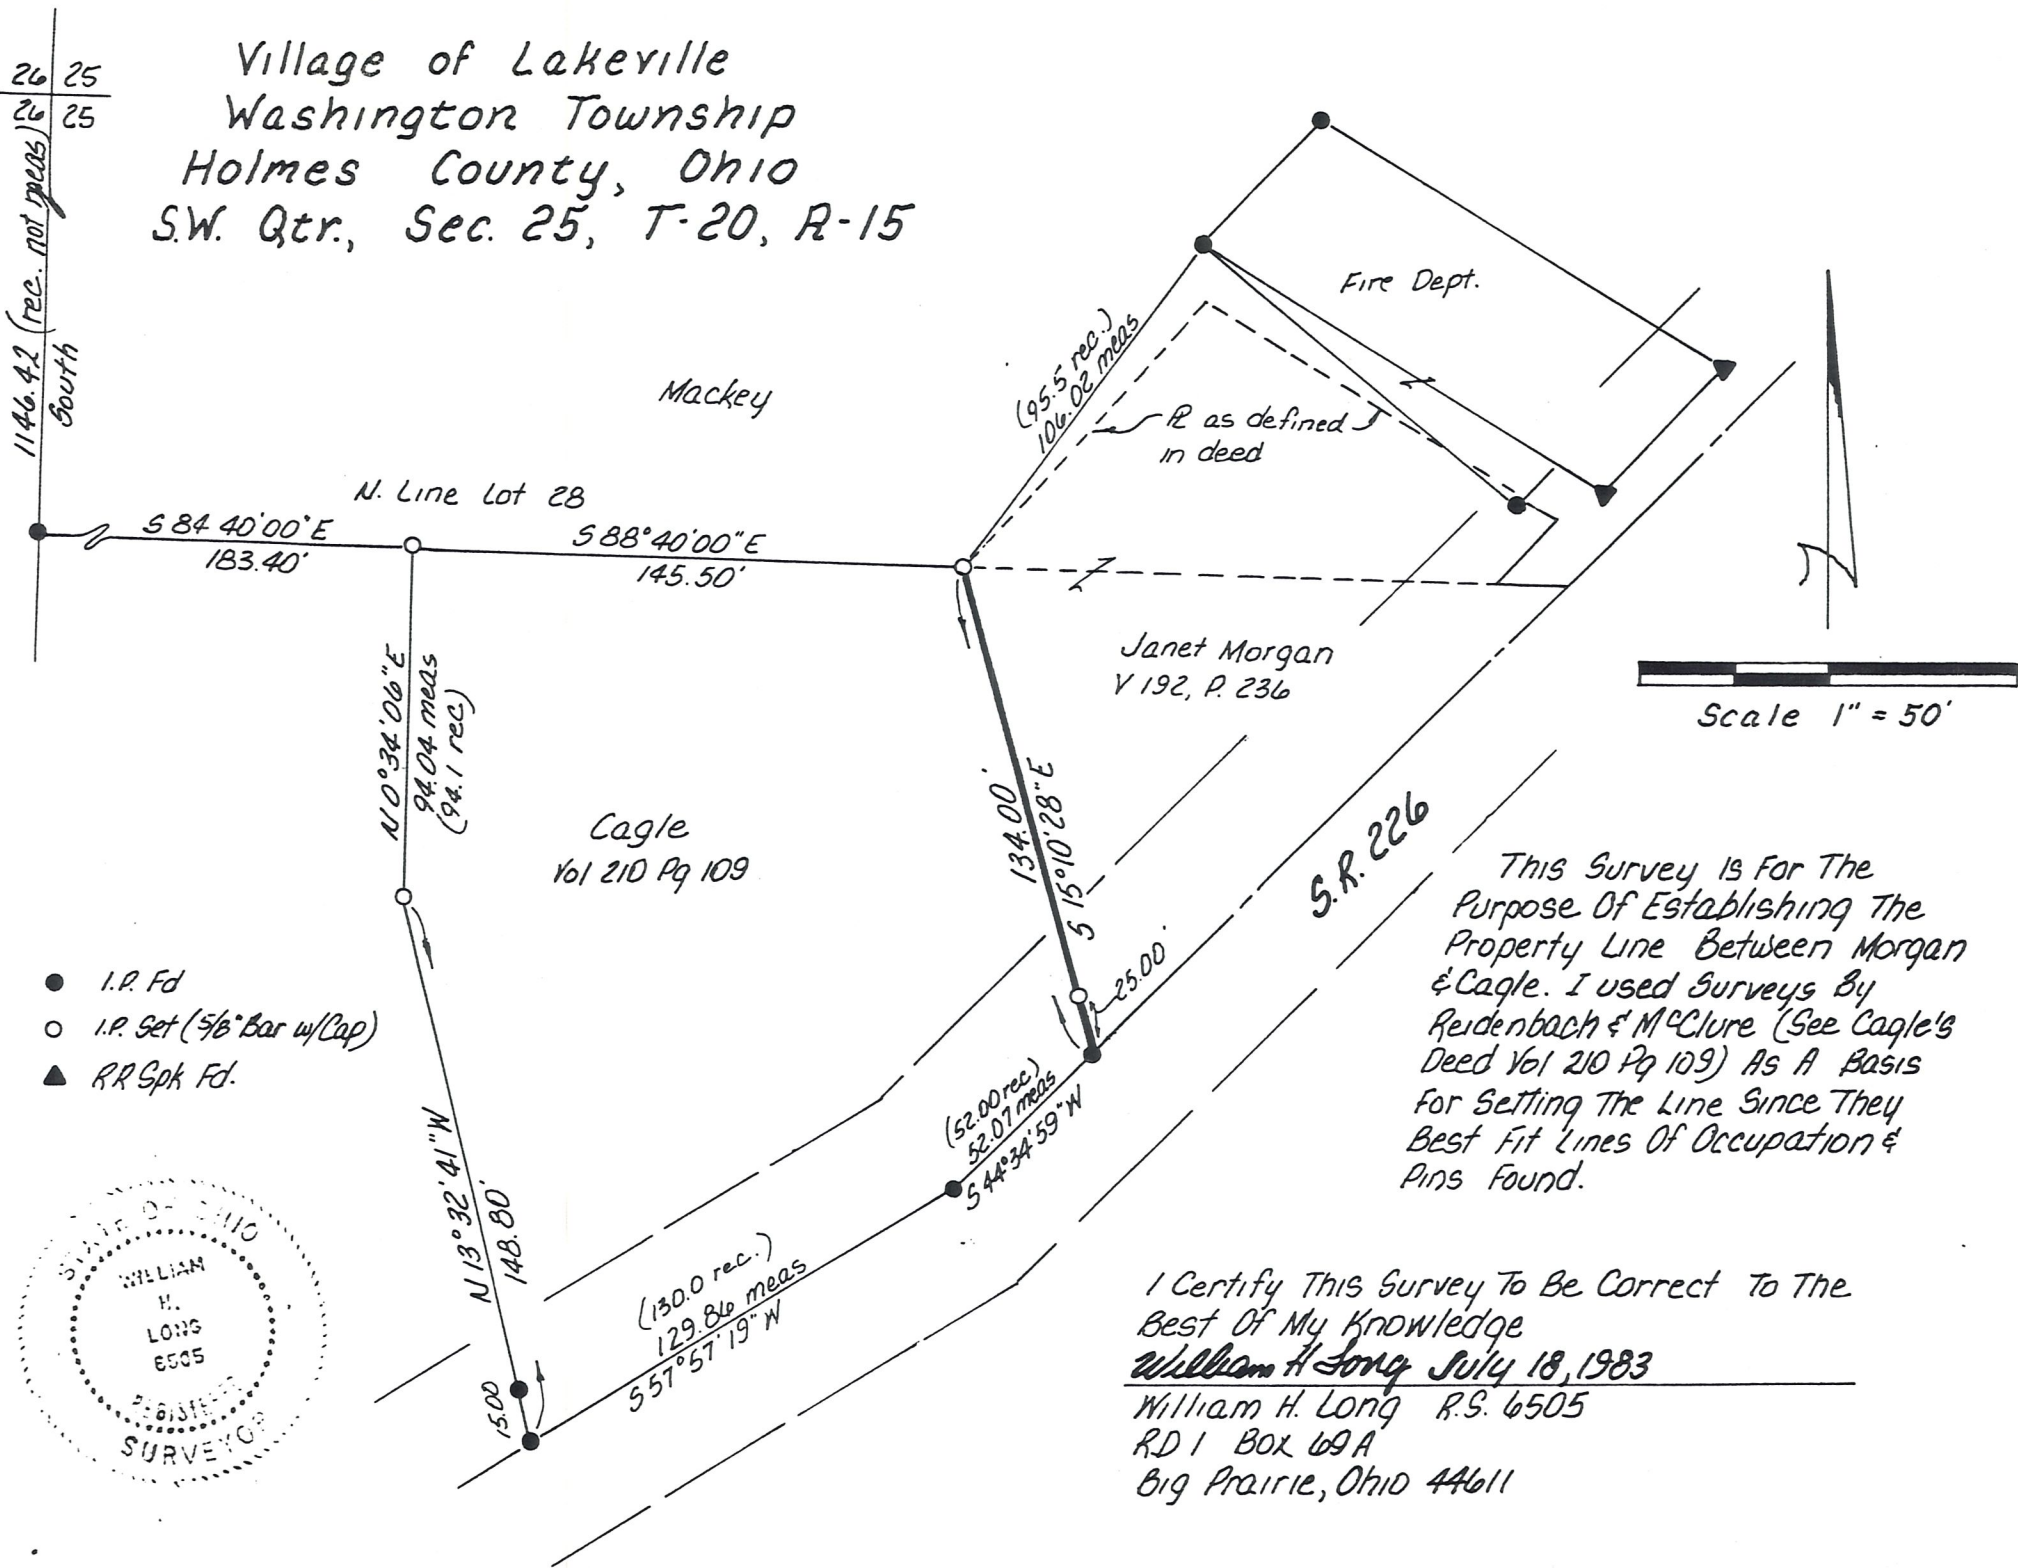 Village of Lakeville
Washington Township
Holmes County, Ohio
S.W. Qtr., Sec. 25, T-20, R-15
26 25
26 25
1146.42 (rec. not meas)
South
Mackey
Fire Dept.
(95.5 rec.)
106.02 meas
PL as defined
in deed
N. Line Lot 28
S 84 40'00"E
183.40'
S 88°40'00"E
145.50'
N 0°34'06"E
94.04 meas
(94.1 rec)
Janet Morgan
V 192, P. 236
Scale 1" = 50'
Cagle
Vol 210 Pg 109
134.00'
S 15°10'28"E
25.00'
S.R. 226
I.P. Fd
I.P. Set (5/8" Bar w/Cap)
RR Spk Fd.
This Survey Is For The
Purpose Of Establishing The
Property Line Between Morgan
& Cagle. I used Surveys By
Reidenbach & McClure (See Cagle's
Deed Vol 210 Pg 109) As A Basis
For Setting The Line Since They
Best Fit Lines Of Occupation &
Pins Found.
(52.00 rec)
52.07 meas
S 44°34'59"W
N 13°32'41"W
148.80'
15.00
(130.0 rec.)
129.86 meas
S 57°57'19"W
STATE OF OHIO
WILLIAM
H.
LONG
6505
REGISTERED
SURVEYOR
I Certify This Survey To Be Correct To The
Best Of My Knowledge
William H Long July 18, 1983
William H. Long R.S. 6505
RD 1 Box 69A
Big Prairie, Ohio 44611